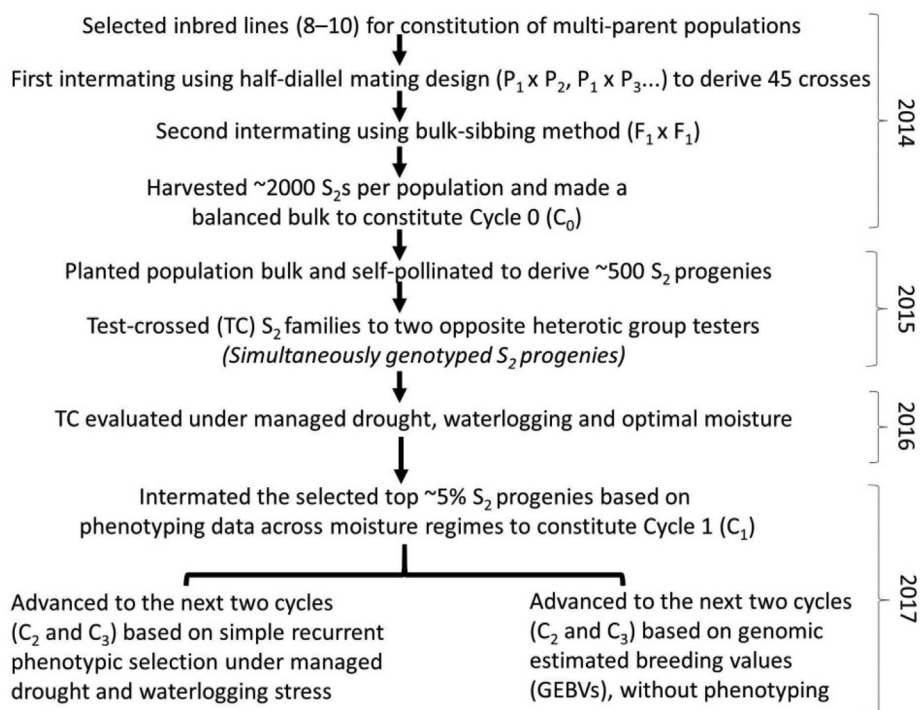 Selected inbred lines (8–10) for constitution of multi-parent populations
First intermating using half-diallel mating design (P₁ x P₂, P₁ x P₃...) to derive 45 crosses
Second intermating using bulk-sibbing method (F₁ x F₁)
Harvested ~2000 S₂s per population and made a
balanced bulk to constitute Cycle 0 (C₀)
2014
Planted population bulk and self-pollinated to derive ~500 S₂ progenies
Test-crossed (TC) S₂ families to two opposite heterotic group testers
(Simultaneously genotyped S₂ progenies)
2015
TC evaluated under managed drought, waterlogging and optimal moisture
2016
Intermated the selected top ~5% S₂ progenies based on
phenotyping data across moisture regimes to constitute Cycle 1 (C₁)
Advanced to the next two cycles
(C₂ and C₃) based on simple recurrent
phenotypic selection under managed
drought and waterlogging stress
Advanced to the next two cycles
(C₂ and C₃) based on genomic
estimated breeding values
(GEBVs), without phenotyping
2017